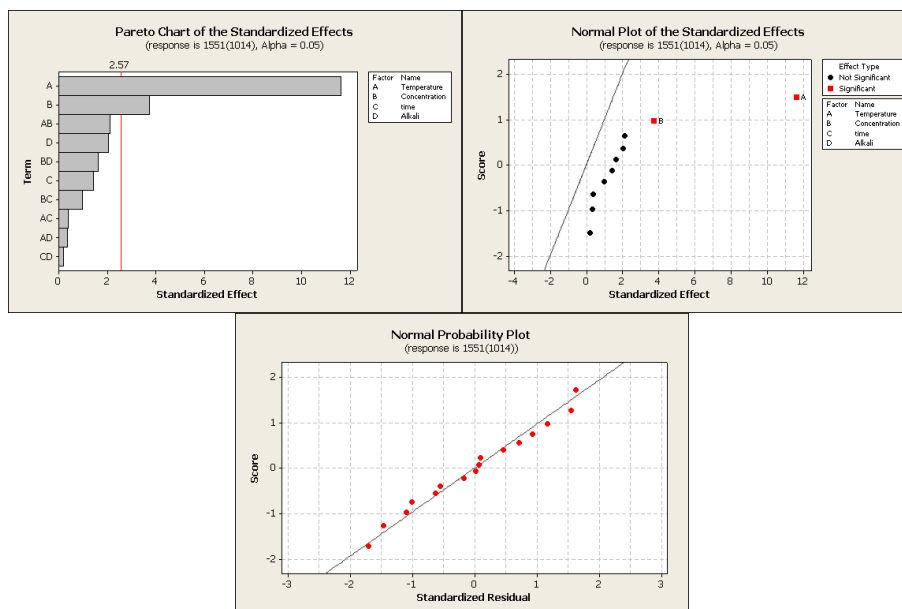 Pareto Chart of the Standardized Effects
(response is 1551(1014), Alpha = 0.05)
2.57
A
B
AB
D
BD
C
BC
AC
AD
CD
Term
0 2 4 6 8 10 12
Standardized Effect
Factor Name
A Temperature
B Concentration
C time
D Alkali
Normal Plot of the Standardized Effects
(response is 1551(1014), Alpha = 0.05)
2
1
0
-1
-2
Score
A
B
-4 -2 0 2 4 6 8 10 12
Standardized Effect
Effect Type
Not Significant
Significant
Factor Name
A Temperature
B Concentration
C time
D Alkali
Normal Probability Plot
(response is 1551(1014))
2
1
0
-1
-2
Score
-3 -2 -1 0 1 2 3
Standardized Residual